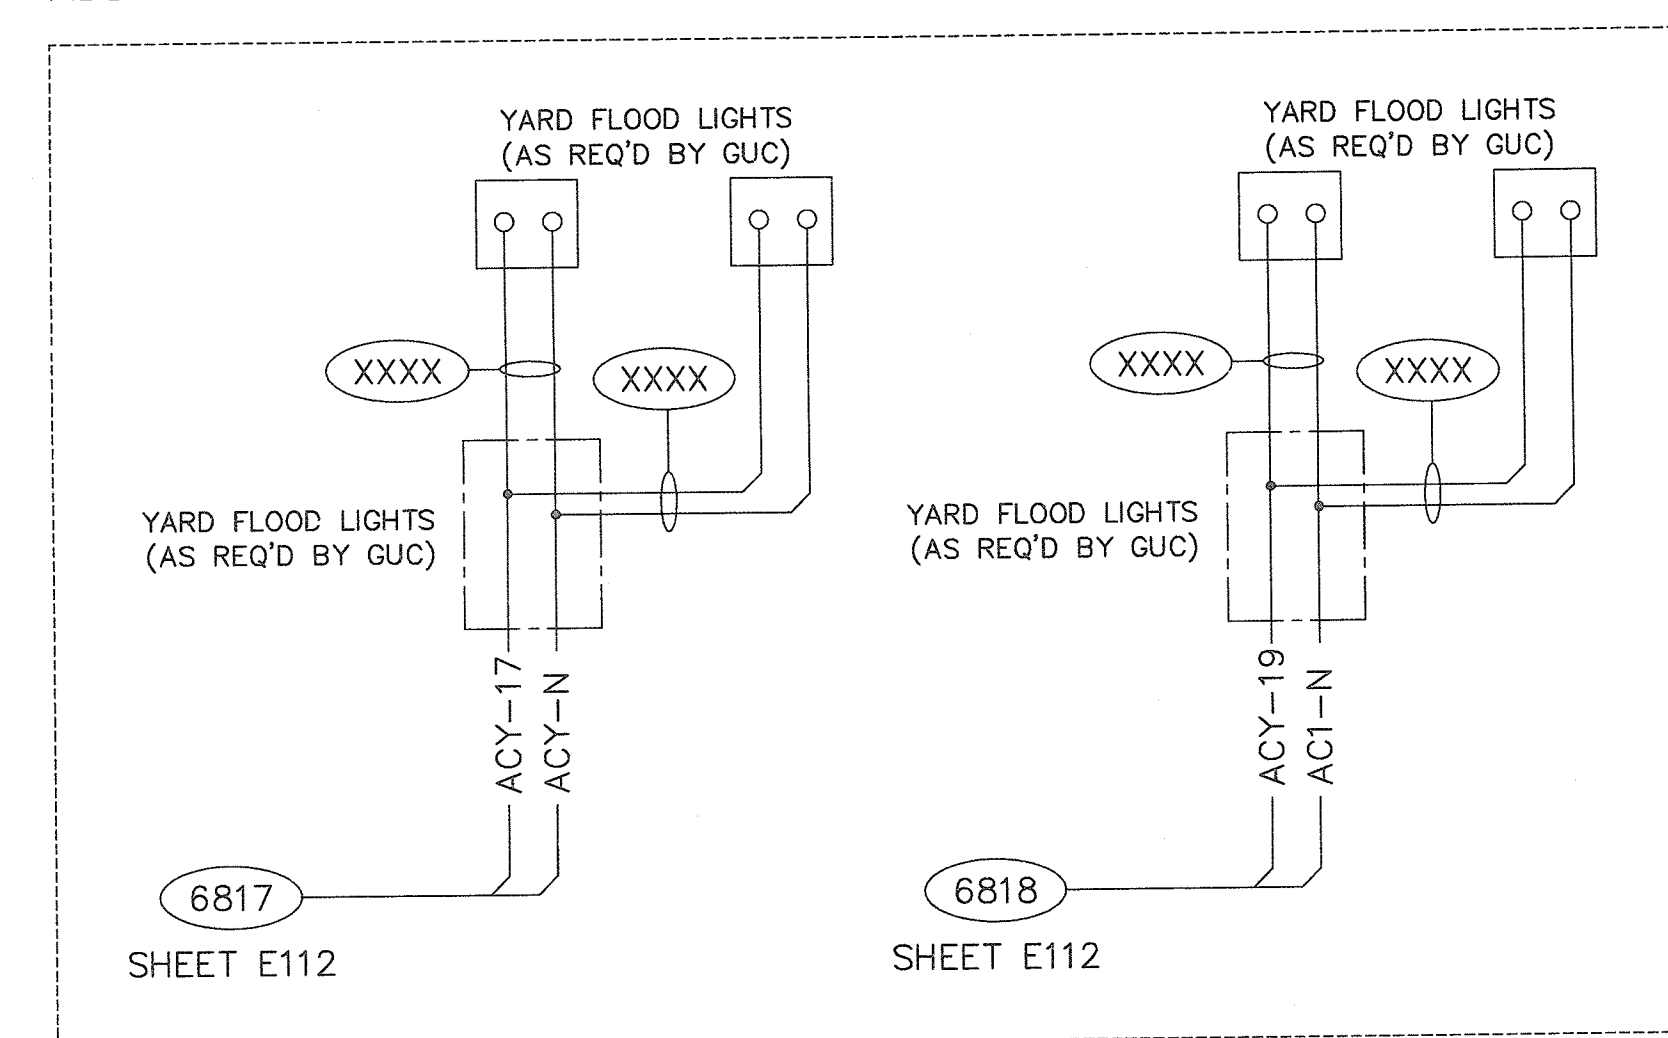 YARD FLOOD LIGHTS
(AS REQ'D BY GUC)
XXXX
XXXX
YARD FLOOD LIGHTS
(AS REQ'D BY GUC)
ACY-17
ACY-N
6817
SHEET E112
YARD FLOOD LIGHTS
(AS REQ'D BY GUC)
XXXX
XXXX
YARD FLOOD LIGHTS
(AS REQ'D BY GUC)
ACY-19
AC1-N
6818
SHEET E112